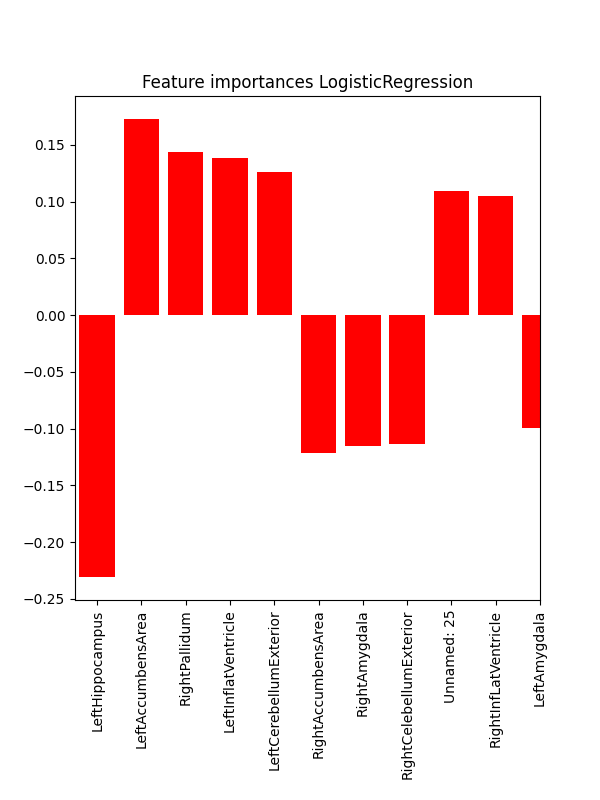 Feature importances LogisticRegression
0.15
0.10
0.05
0.00
−0.05
−0.10
−0.15
−0.20
−0.25
LeftHippocampus
LeftAccumbensArea
RightPallidum
LeftInflatVentricle
LeftCerebellumExterior
RightAccumbensArea
RightAmygdala
RightCelebellumExterior
Unnamed: 25
RightInfLatVentricle
LeftAmygdala